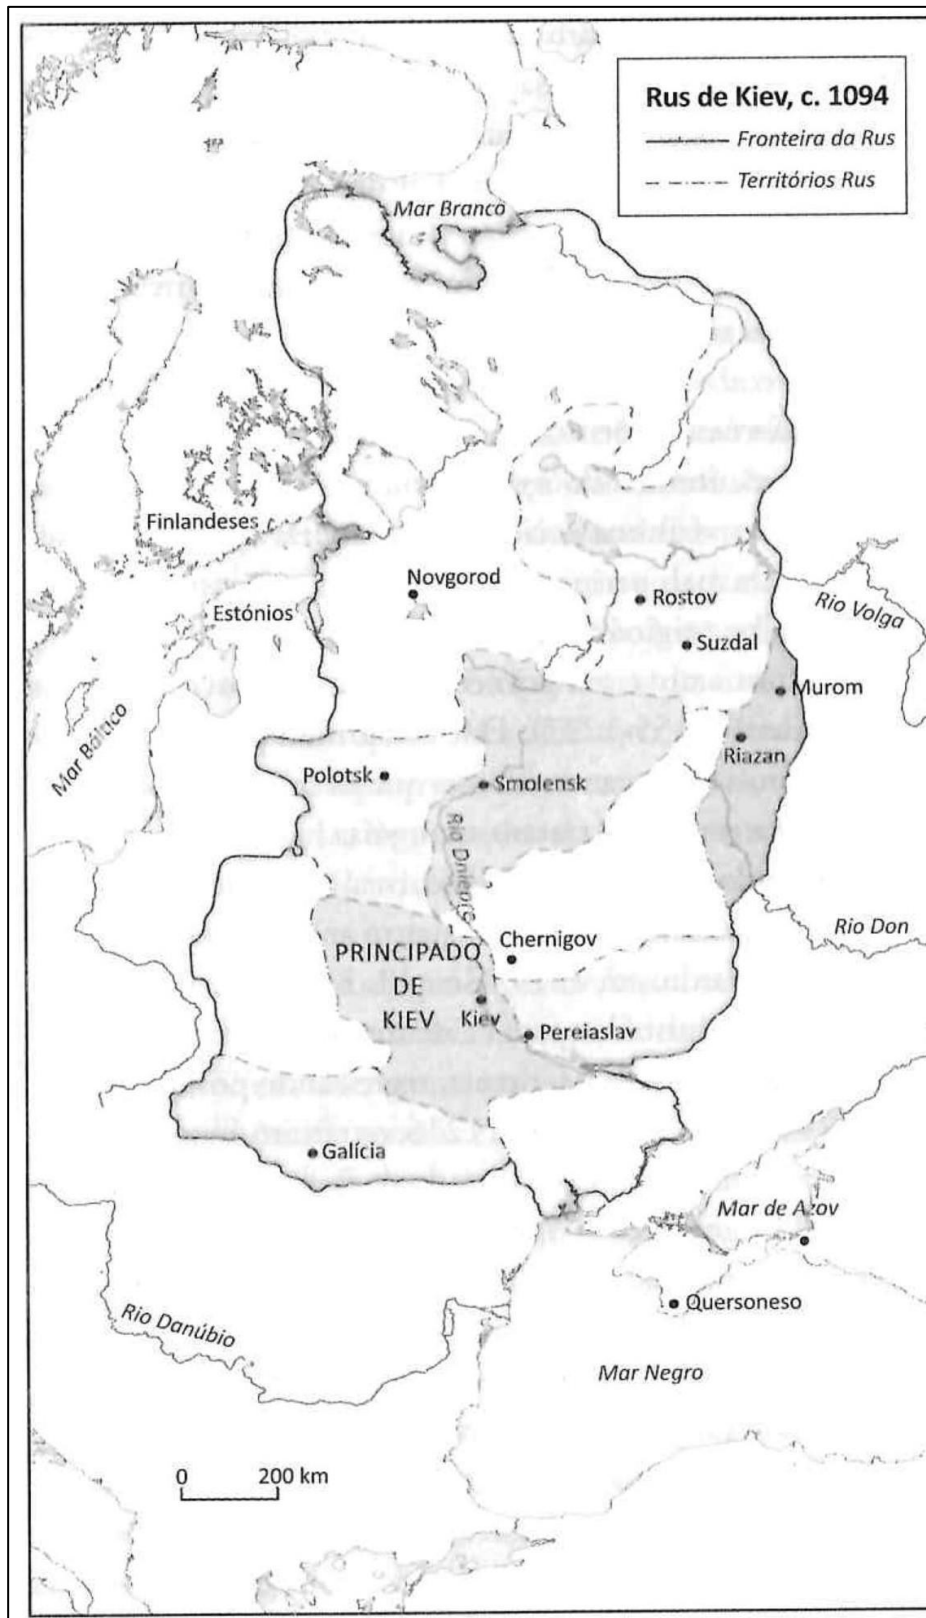 Rus de Kiev, c. 1094
Fronteira da Rus
Territórios Rus
Mar Branco
Finlandeses
Novgorod
Estónios
Rostov
Rio Volga
Suzdal
Murom
Mar Báltico
Riazan
Polotsk
Smolensk
Rio Dniepre
Rio Don
Chernigov
PRINCIPADO
DE
KIEV
Kiev
Pereiaslav
Galícia
Mar de Azov
Quersoneso
Rio Danúbio
Mar Negro
0 200 km